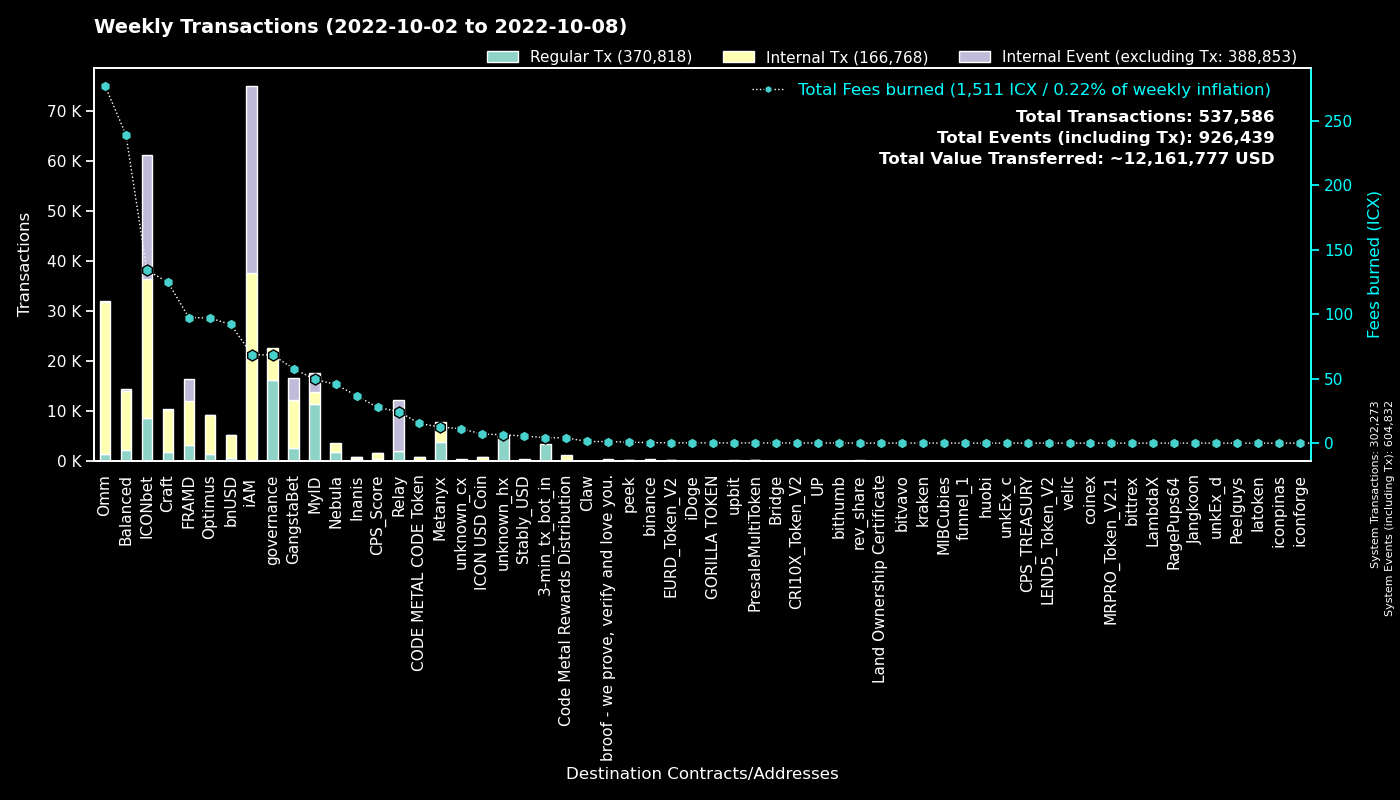 Weekly Transactions (2022-10-02 to 2022-10-08)
Regular Tx (370,818)
Internal Tx (166,768)
Internal Event (excluding Tx: 388,853)
Total Fees burned (1,511 ICX / 0.22% of weekly inflation)
Total Transactions: 537,586
Total Events (including Tx): 926,439
Total Value Transferred: ~12,161,777 USD
Transactions
70 K
60 K
50 K
40 K
30 K
20 K
10 K
0 K
250
200
150
100
50
0
Fees burned (ICX)
System Transactions: 302,273
System Events (including Tx): 604,832
Omm
Balanced
ICONbet
Craft
FRAMD
Optimus
bnUSD
iAM
governance
GangstaBet
MyID
Nebula
Inanis
CPS_Score
Relay
CODE METAL CODE Token
Metanyx
unknown_cx
ICON USD Coin
unknown_hx
Stably_USD
3-min_tx_bot_in
Code Metal Rewards Distribution
Claw
broof - we prove, verify and love you.
peek
binance
EURD_Token_V2
iDoge
GORILLA TOKEN
upbit
PresaleMultiToken
Bridge
CRI10X_Token_V2
UP
bithumb
rev_share
Land Ownership Certificate
bitvavo
kraken
MIBCubies
funnel_1
huobi
unkEx_c
CPS_TREASURY
LEND5_Token_V2
velic
coinex
MRPRO_Token_V2.1
bittrex
LambdaX
RagePups64
Jangkoon
unkEx_d
Peelguys
latoken
iconpinas
iconforge
Destination Contracts/Addresses